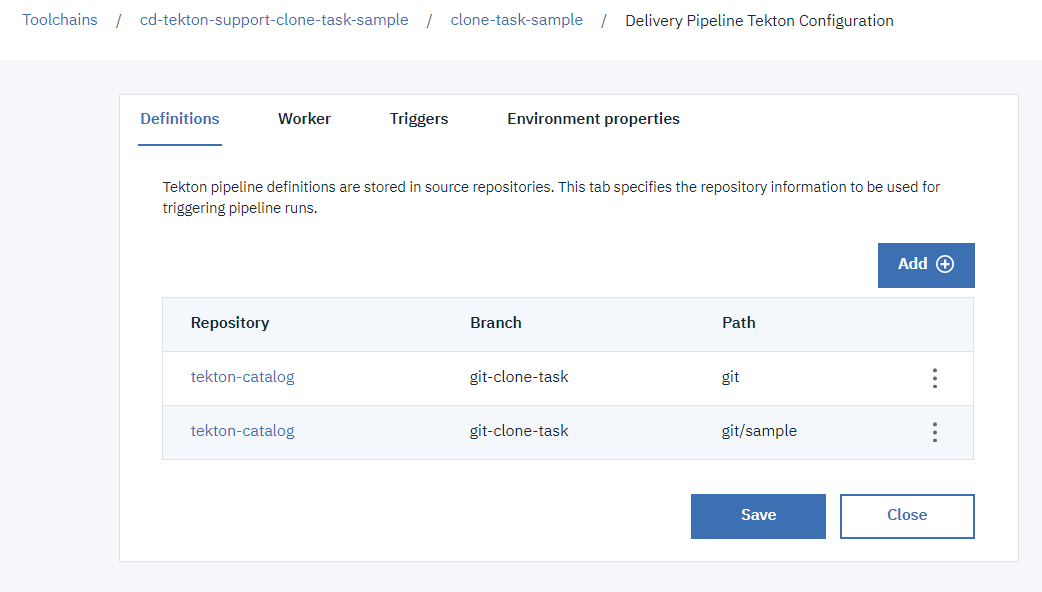 Toolchains / cd-tekton-support-clone-task-sample / clone-task-sample / Delivery Pipeline Tekton Configuration
Definitions Worker Triggers Environment properties
Tekton pipeline definitions are stored in source repositories. This tab specifies the repository information to be used for
triggering pipeline runs.
Add
Repository Branch Path
tekton-catalog git-clone-task git
tekton-catalog git-clone-task git/sample
Save Close